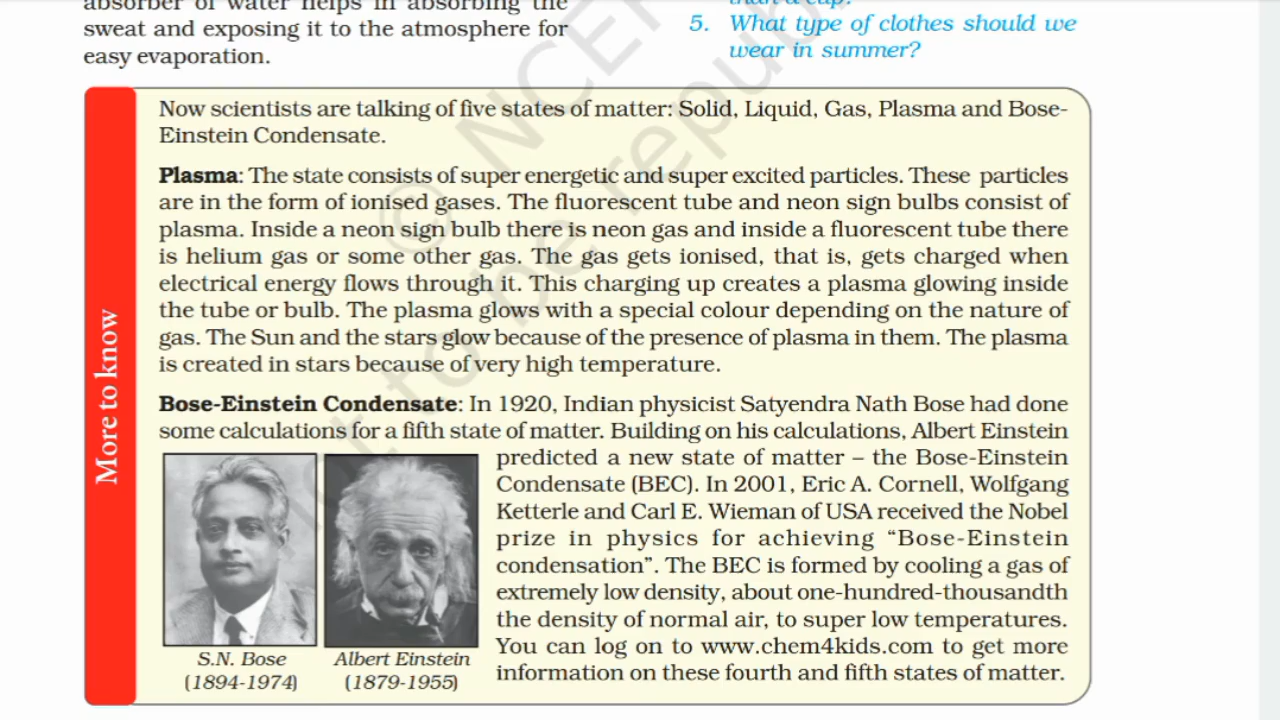 absorber of water helps in absorbing the
sweat and exposing it to the atmosphere for
easy evaporation.
than a cup?
5. What type of clothes should we
wear in summer?
More to know
Now scientists are talking of five states of matter: Solid, Liquid, Gas, Plasma and Bose-
Einstein Condensate.
Plasma: The state consists of super energetic and super excited particles. These particles
are in the form of ionised gases. The fluorescent tube and neon sign bulbs consist of
plasma. Inside a neon sign bulb there is neon gas and inside a fluorescent tube there
is helium gas or some other gas. The gas gets ionised, that is, gets charged when
electrical energy flows through it. This charging up creates a plasma glowing inside
the tube or bulb. The plasma glows with a special colour depending on the nature of
gas. The Sun and the stars glow because of the presence of plasma in them. The plasma
is created in stars because of very high temperature.
Bose-Einstein Condensate: In 1920, Indian physicist Satyendra Nath Bose had done
some calculations for a fifth state of matter. Building on his calculations, Albert Einstein
predicted a new state of matter – the Bose-Einstein
Condensate (BEC). In 2001, Eric A. Cornell, Wolfgang
Ketterle and Carl E. Wieman of USA received the Nobel
prize in physics for achieving “Bose-Einstein
condensation”. The BEC is formed by cooling a gas of
extremely low density, about one-hundred-thousandth
the density of normal air, to super low temperatures.
You can log on to www.chem4kids.com to get more
information on these fourth and fifth states of matter.
S.N. Bose
(1894-1974)
Albert Einstein
(1879-1955)